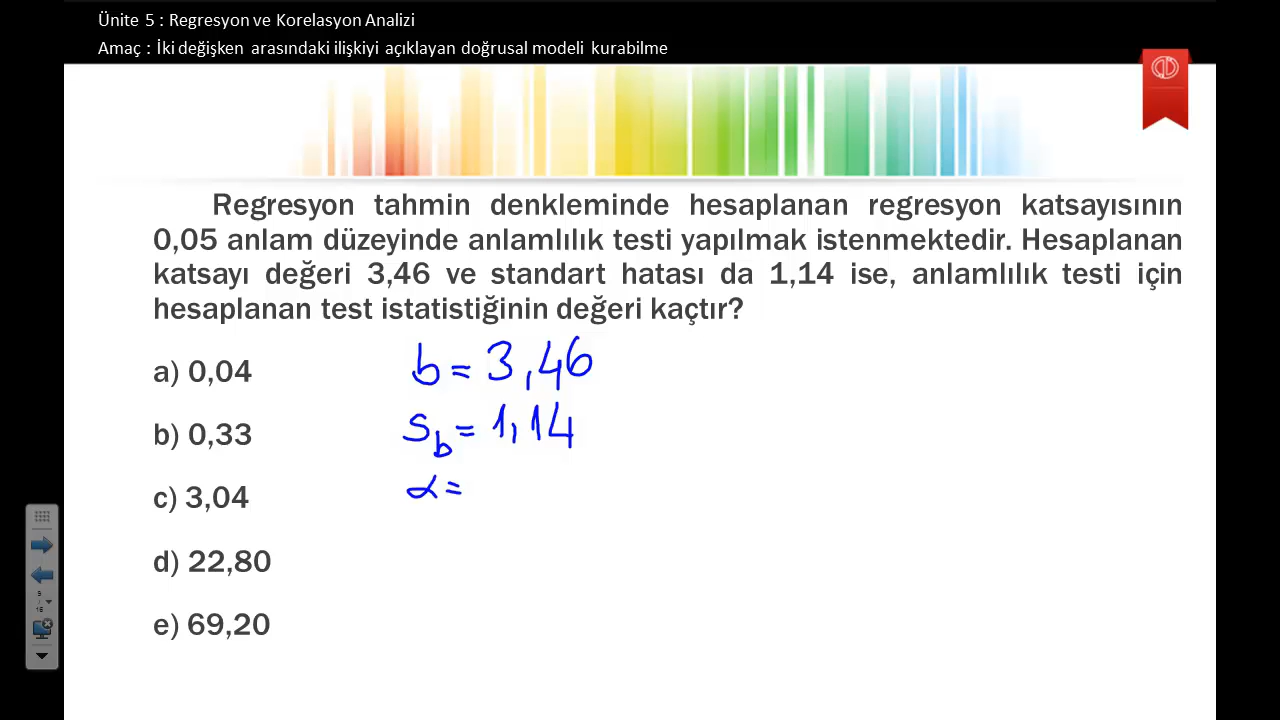 Ünite 5 : Regresyon ve Korelasyon Analizi
Amaç : İki değişken arasındaki ilişkiyi açıklayan doğrusal modeli kurabilme
Regresyon tahmin denkleminde hesaplanan regresyon katsayısının
0,05 anlam düzeyinde anlamlılık testi yapılmak istenmektedir. Hesaplanan
katsayı değeri 3,46 ve standart hatası da 1,14 ise, anlamlılık testi için
hesaplanan test istatistiğinin değeri kaçtır?
a) 0,04
b = 3,46
s_b = 1,14
b) 0,33
α =
c) 3,04
d) 22,80
e) 69,20
9
/
16